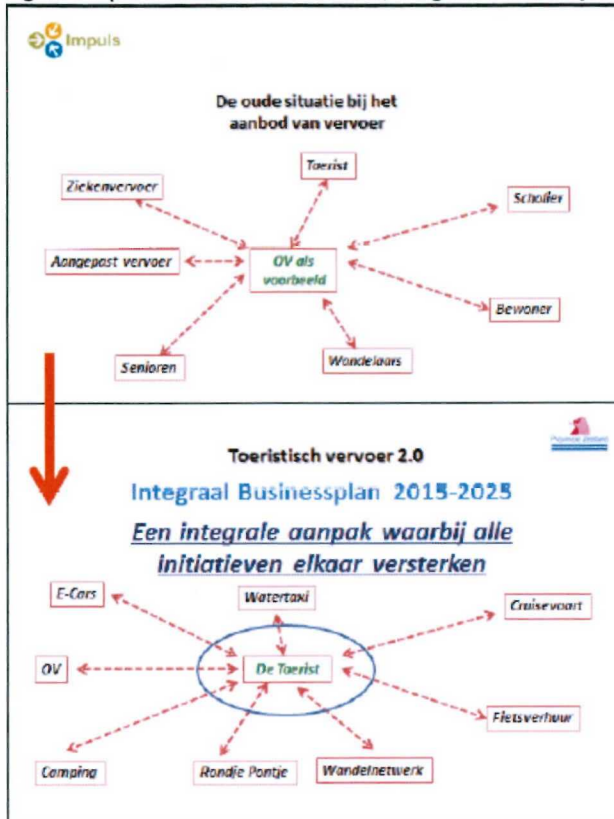 Impuls
De oude situatie bij het
aanbod van vervoer
Toerist
Ziekenvervoer
Scholier
Aangepast vervoer
OV als
voorbeeld
Bewoner
Senioren
Wandelaars
Toeristisch vervoer 2.0
Integraal Businessplan 2015-2025
Een integrale aanpak waarbij alle
initiatieven elkaar versterken
E-Cars
Watertaxi
Cruisevaart
OV
De Toerist
Fietsverhuur
Camping
Rondje Pontje
Wandelnetwerk